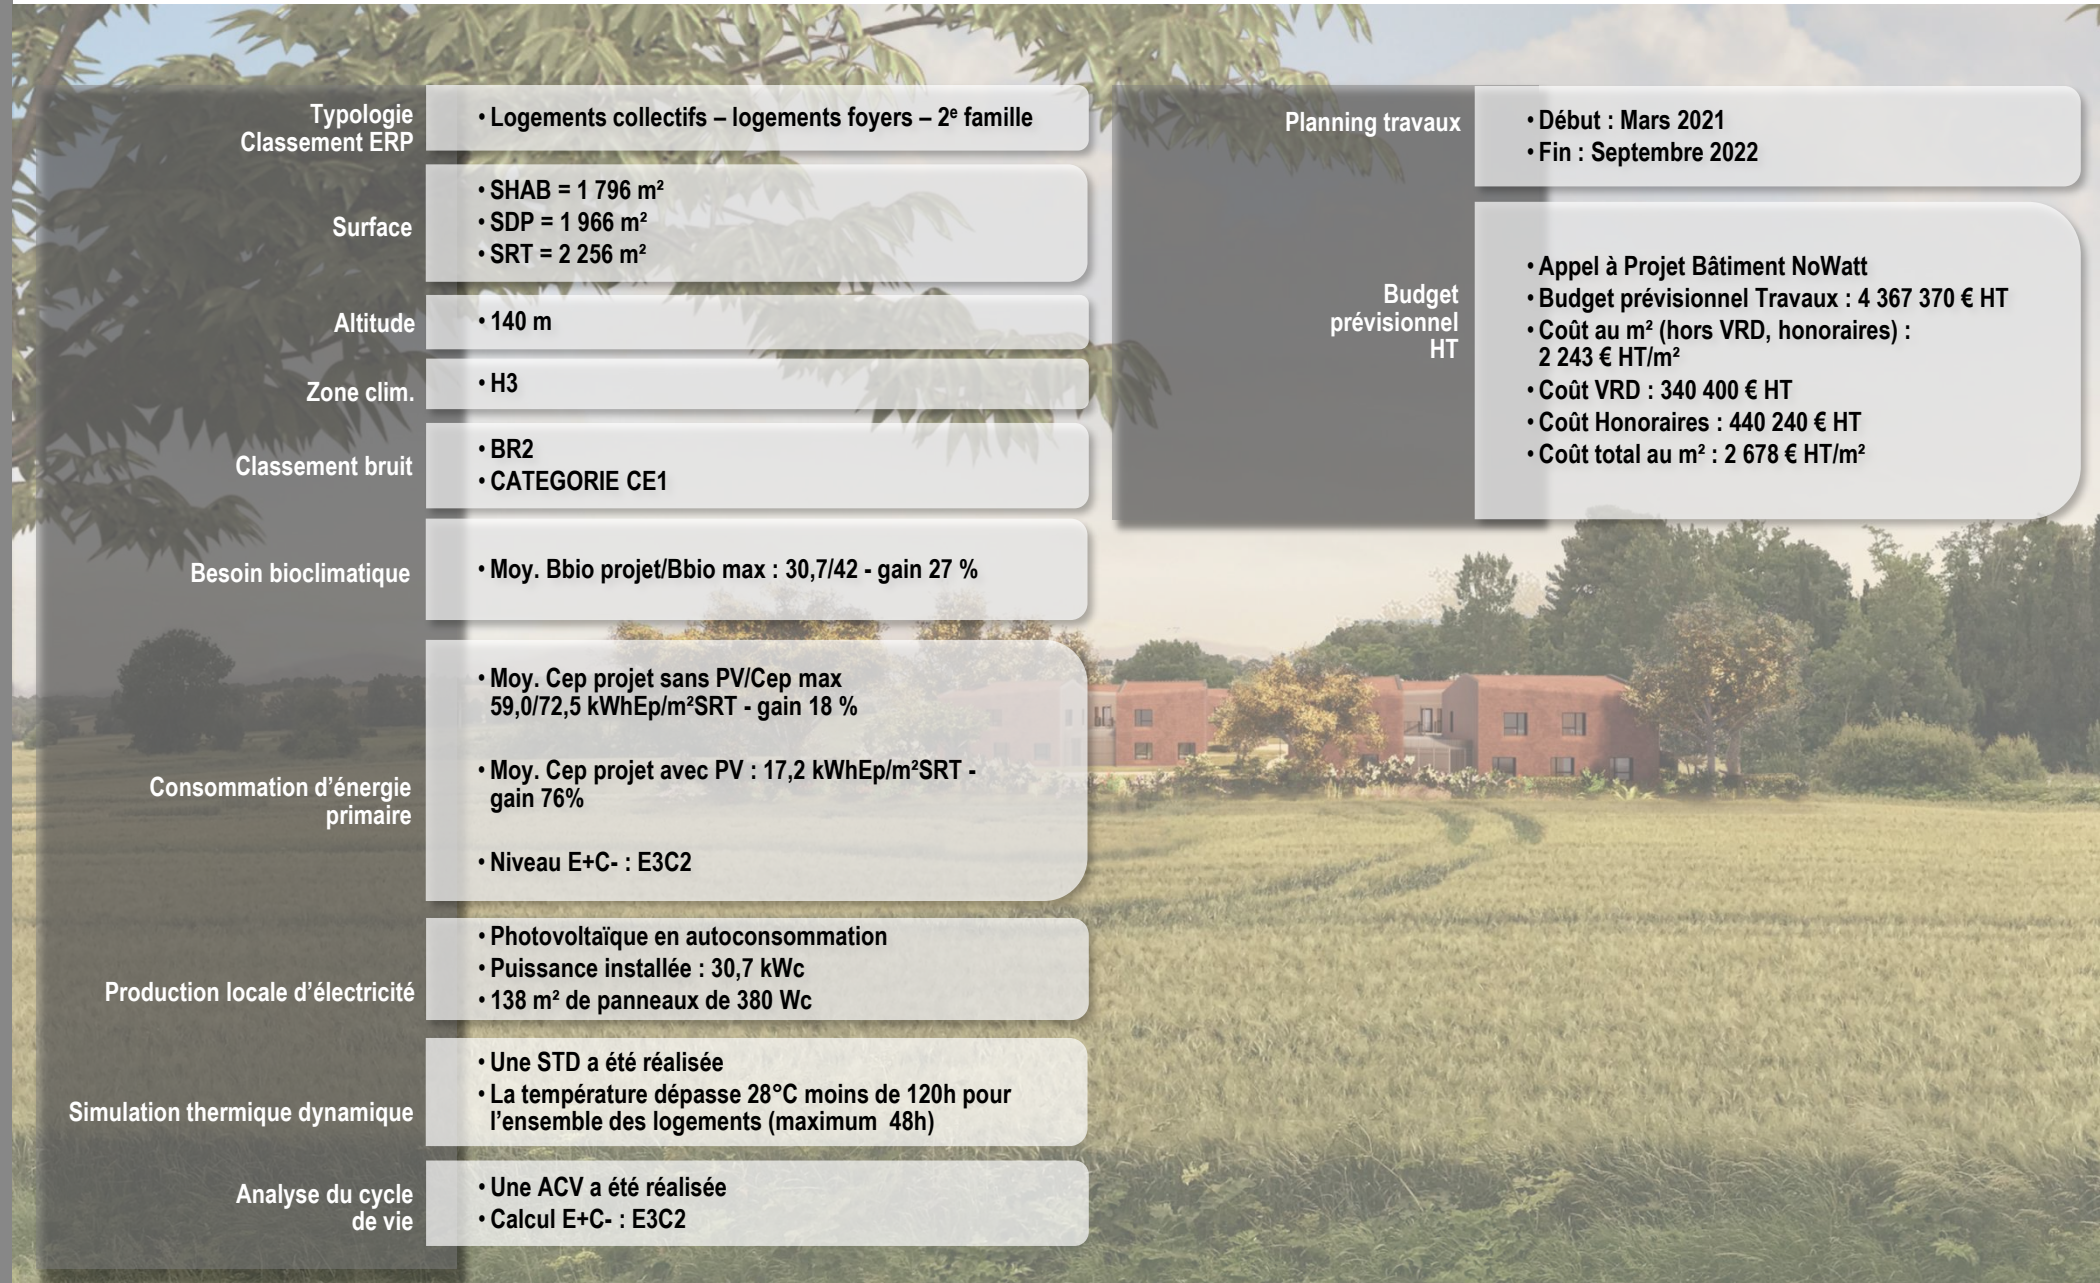 Typologie
Classement ERP
• Logements collectifs – logements foyers – 2e famille
Surface
• SHAB = 1 796 m²
• SDP = 1 966 m²
• SRT = 2 256 m²
Altitude
• 140 m
Zone clim.
• H3
Classement bruit
• BR2
• CATEGORIE CE1
Besoin bioclimatique
• Moy. Bbio projet/Bbio max : 30,7/42 - gain 27 %
Consommation d’énergie
primaire
• Moy. Cep projet sans PV/Cep max
59,0/72,5 kWhEp/m²SRT - gain 18 %
• Moy. Cep projet avec PV : 17,2 kWhEp/m²SRT -
gain 76%
• Niveau E+C- : E3C2
Production locale d’électricité
• Photovoltaïque en autoconsommation
• Puissance installée : 30,7 kWc
• 138 m² de panneaux de 380 Wc
Simulation thermique dynamique
• Une STD a été réalisée
• La température dépasse 28°C moins de 120h pour
l’ensemble des logements (maximum 48h)
Analyse du cycle
de vie
• Une ACV a été réalisée
• Calcul E+C- : E3C2
Planning travaux
• Début : Mars 2021
• Fin : Septembre 2022
Budget
prévisionnel
HT
• Appel à Projet Bâtiment NoWatt
• Budget prévisionnel Travaux : 4 367 370 € HT
• Coût au m² (hors VRD, honoraires) :
2 243 € HT/m²
• Coût VRD : 340 400 € HT
• Coût Honoraires : 440 240 € HT
• Coût total au m² : 2 678 € HT/m²